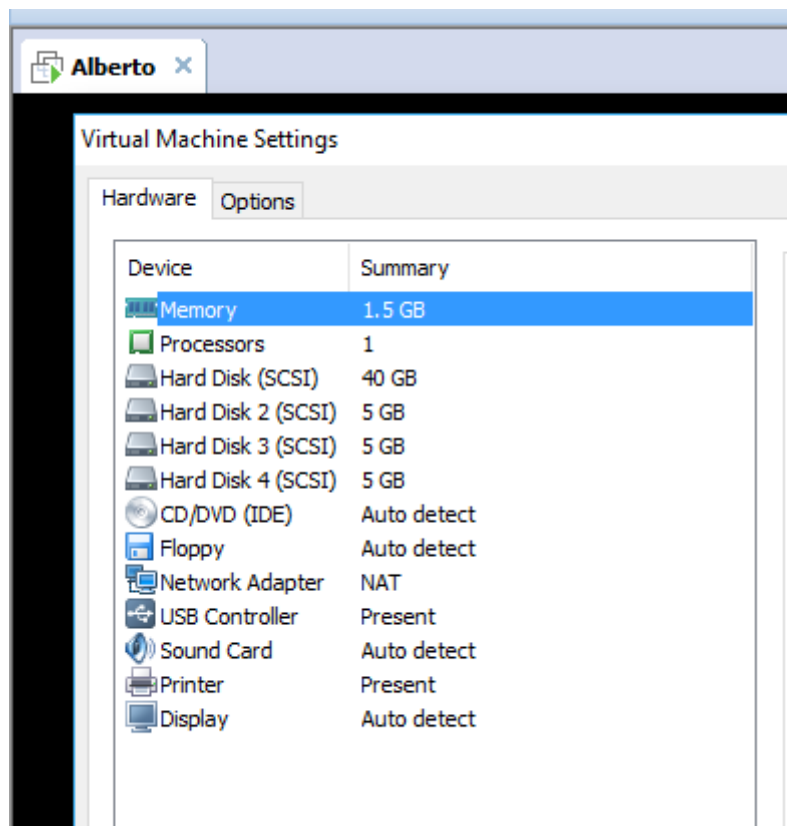 Alberto
Virtual Machine Settings
Hardware Options
Device Summary
Memory 1.5 GB
Processors 1
Hard Disk (SCSI) 40 GB
Hard Disk 2 (SCSI) 5 GB
Hard Disk 3 (SCSI) 5 GB
Hard Disk 4 (SCSI) 5 GB
CD/DVD (IDE) Auto detect
Floppy Auto detect
Network Adapter NAT
USB Controller Present
Sound Card Auto detect
Printer Present
Display Auto detect